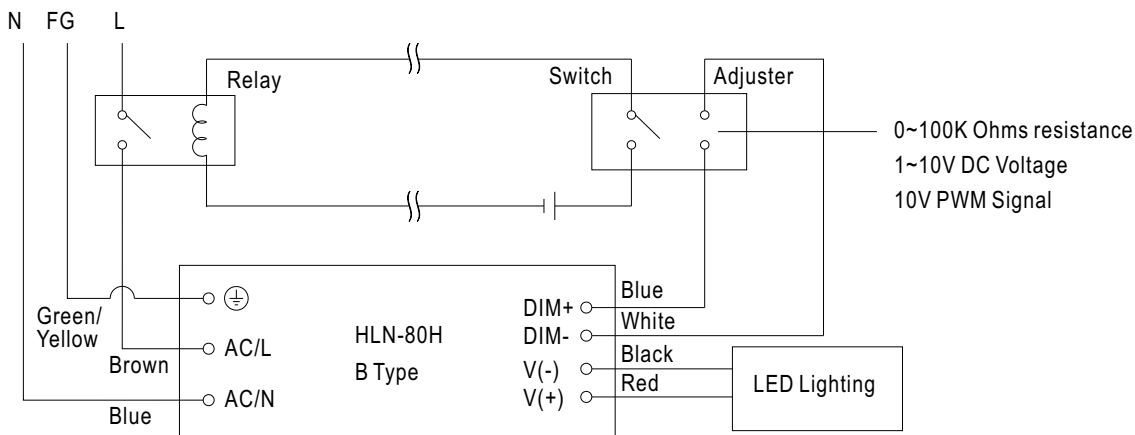 N FG L
Relay
Switch
Adjuster
0~100K Ohms resistance
1~10V DC Voltage
10V PWM Signal
Green/
Yellow
Brown
Blue
AC/L
AC/N
HLN-80H
B Type
DIM+
DIM-
V(-)
V(+)
Blue
White
Black
Red
LED Lighting